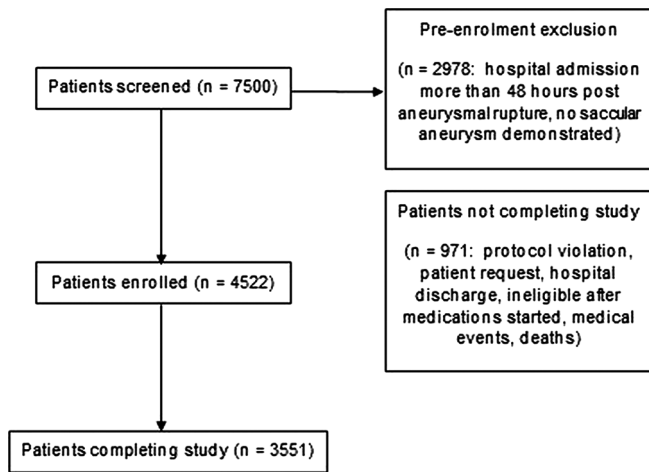 Pre-enrolment exclusion
(n = 2978: hospital admission
more than 48 hours post
aneurysmal rupture, no saccular
aneurysm demonstrated)
Patients screened (n = 7500)
Patients not completing study
(n = 971: protocol violation,
patient request, hospital
discharge, ineligible after
medications started, medical
events, deaths)
Patients enrolled (n = 4522)
Patients completing study (n = 3551)